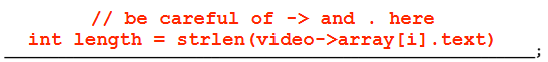 // be careful of -> and . here
int length = strlen(video->array[i].text)
;